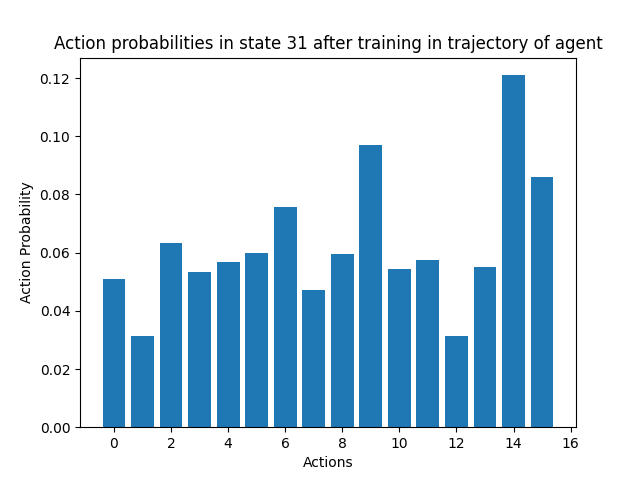 Action probabilities in state 31 after training in trajectory of agent
0.12
0.10
0.08
0.06
0.04
0.02
0.00
Action Probability
0 2 4 6 8 10 12 14 16
Actions